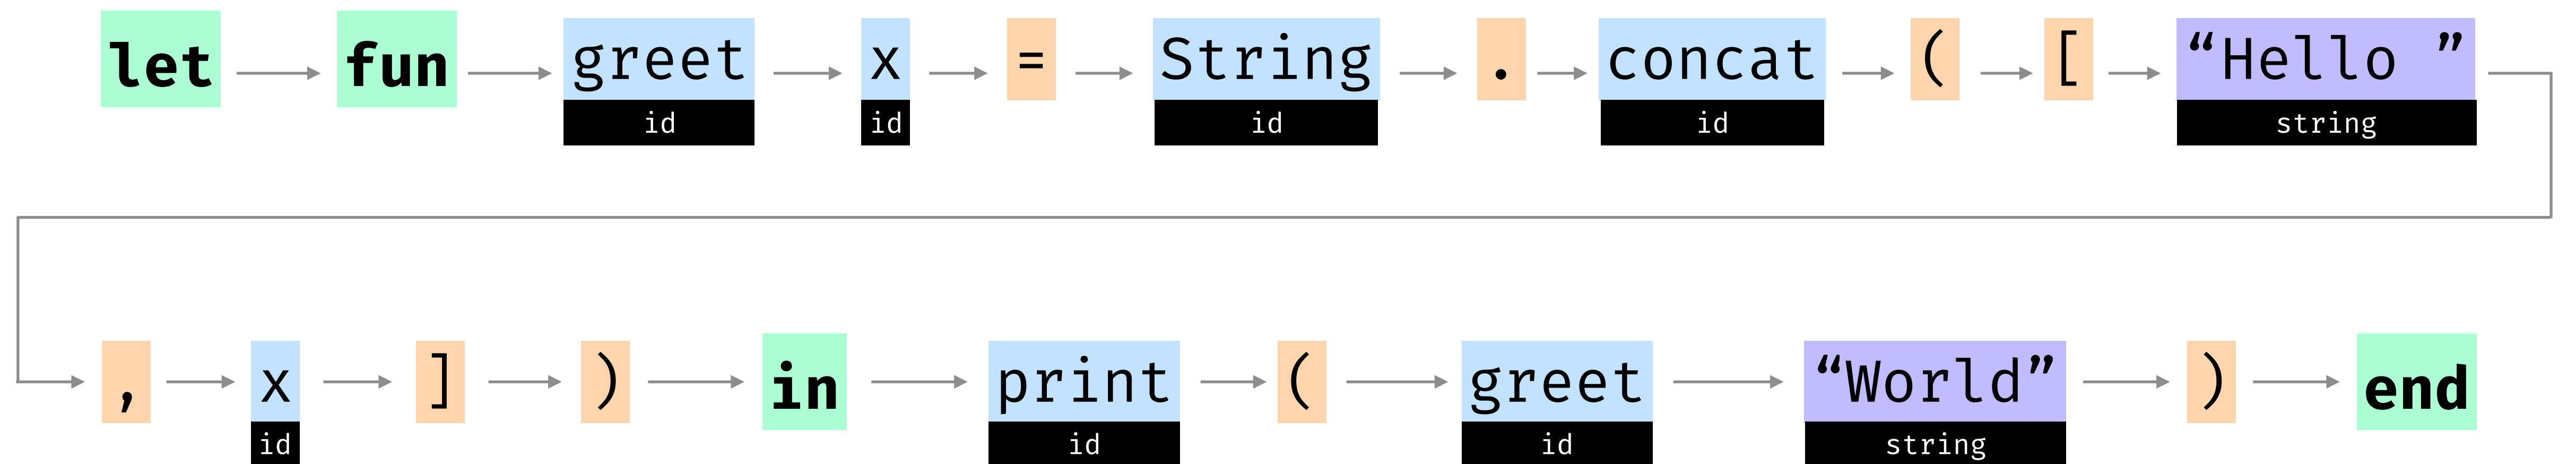 let fun greet x = String . concat ( [ “Hello ”
id id id id string
, x ] ) in print ( greet “World” ) end
id id id string